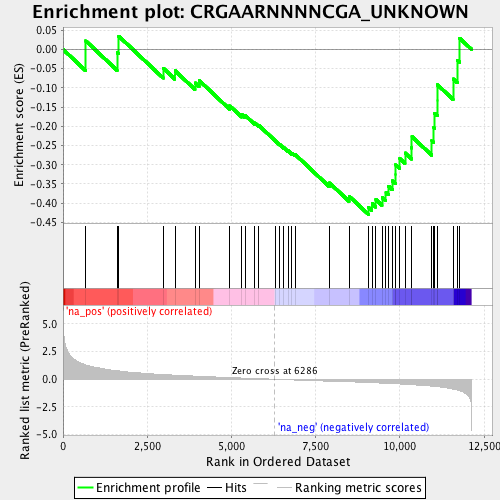 Enrichment plot: CRGAARNNNNCGA_UNKNOWN
Enrichment score (ES)
0.05
0.00
-0.05
-0.10
-0.15
-0.20
-0.25
-0.30
-0.35
-0.40
-0.45
Ranked list metric (PreRanked)
'na_pos' (positively correlated)
5.0
2.5
0.0
-2.5
-5.0
Zero cross at 6286
'na_neg' (negatively correlated)
0
2,500
5,000
7,500
10,000
12,500
Rank in Ordered Dataset
Enrichment profile
Hits
Ranking metric scores